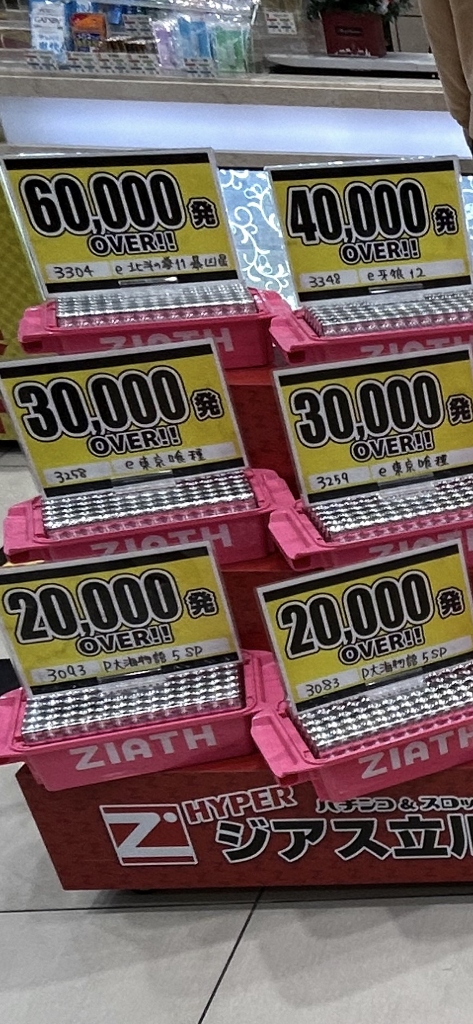 60,000発
OVER!!
3304 e北斗の拳11暴凶星
40,000発
OVER!!
3348 e牙狼12
ZIATH
ZIATH
30,000発
OVER!!
3258 e東京喰種
30,000発
OVER!!
3259 e東京喰種
ZIATH
ZIATH
20,000発
OVER!!
3093 P大海物語5SP
20,000発
OVER!!
3083 P大海物語5SP
ZIATH
ZIATH
Z HYPER パチンコ&スロッ
ジアス立川